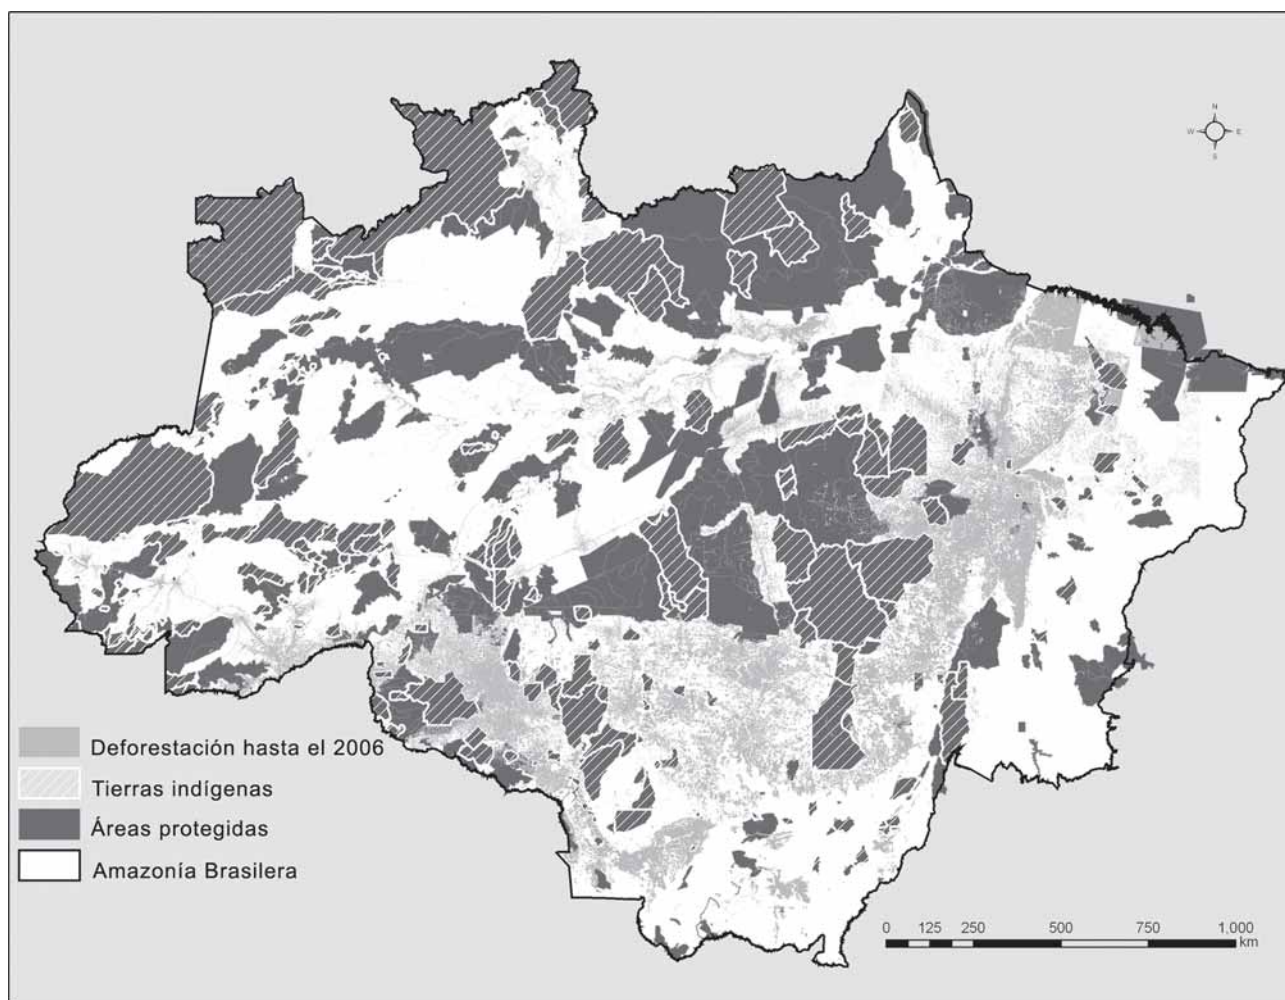 N
W E
S
Deforestación hasta el 2006
Tierras indígenas
Áreas protegidas
Amazonía Brasilera
0 125 250 500 750 1,000
km